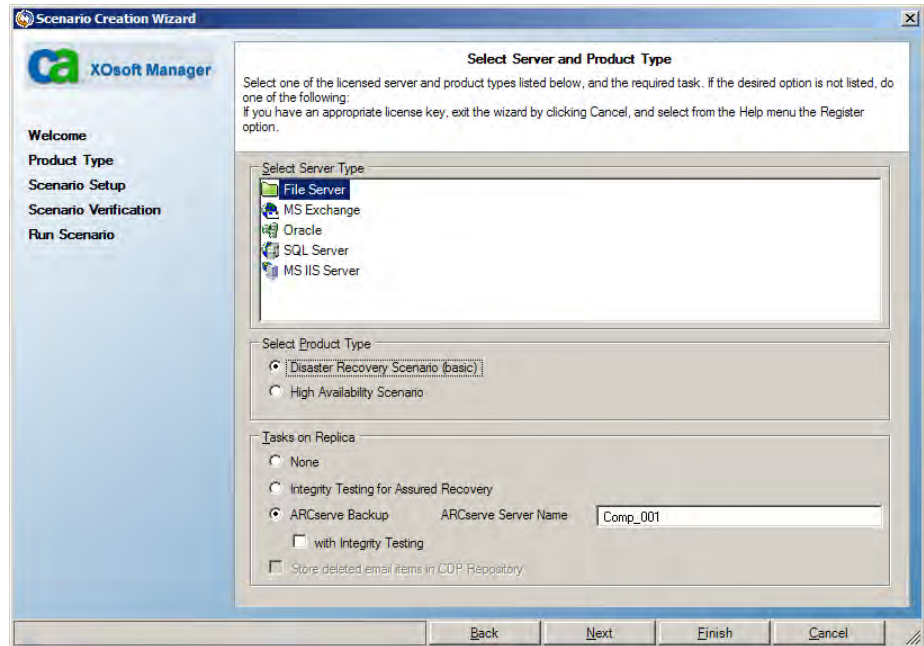 Scenario Creation Wizard
ca
XOsoft Manager
Welcome
Product Type
Scenario Setup
Scenario Verification
Run Scenario
Select Server and Product Type
Select one of the licensed server and product types listed below, and the required task. If the desired option is not listed, do
one of the following:
If you have an appropriate license key, exit the wizard by clicking Cancel, and select from the Help menu the Register
option.
Select Server Type
File Server
MS Exchange
Oracle
SQL Server
MS IIS Server
Select Product Type
Disaster Recovery Scenario (basic)
High Availability Scenario
Tasks on Replica
None
Integrity Testing for Assured Recovery
ARCserve Backup ARCserve Server Name Comp_001
with Integrity Testing
Store deleted email items in CDP Repository
Back Next Finish Cancel